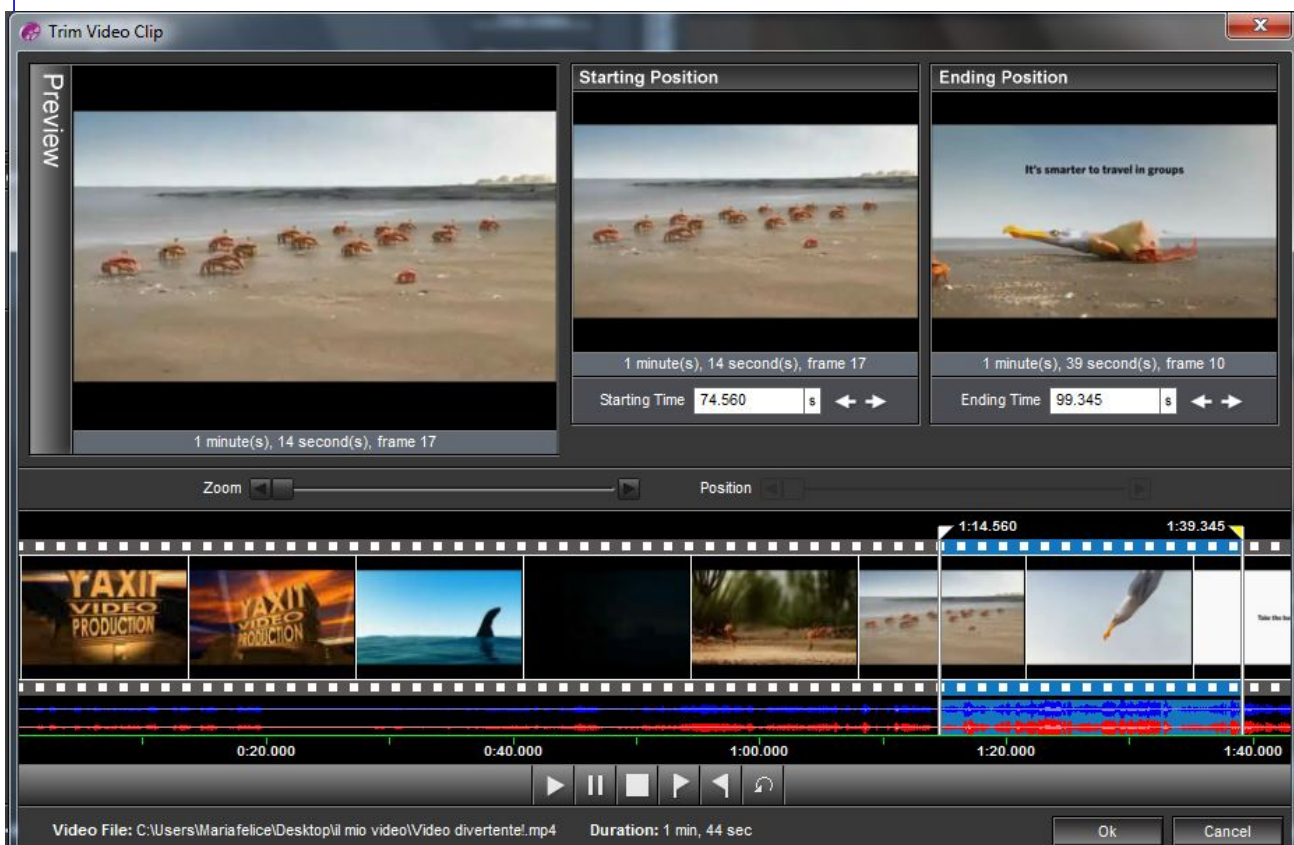 Trim Video Clip
Preview
Starting Position
Ending Position
It's smarter to travel in groups
1 minute(s), 14 second(s), frame 17
1 minute(s), 39 second(s), frame 10
Starting Time 74.560 s
Ending Time 99.345 s
1 minute(s), 14 second(s), frame 17
Zoom
Position
1:14.560
1:39.345
YAXIT
VIDEO
PRODUCTION
YAXIT
VIDEO
PRODUCTION
Take the
0:20.000
0:40.000
1:00.000
1:20.000
1:40.000
Video File: C:\Users\Mariafelice\Desktop\il mio video\Video divertente!.mp4
Duration: 1 min, 44 sec
Ok
Cancel